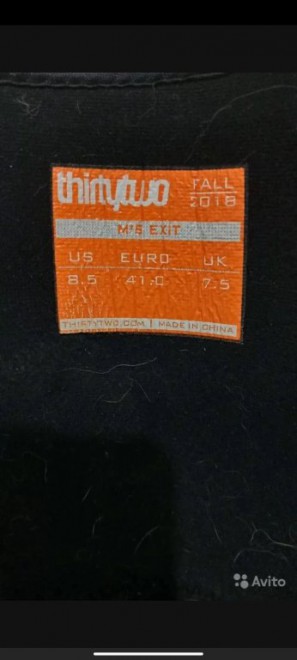 thirtytwo FALL 2018
M'S EXIT
US EURO UK
8.5 41.0 7.5
THIRTYTWO.COM | MADE IN CHINA
Avito